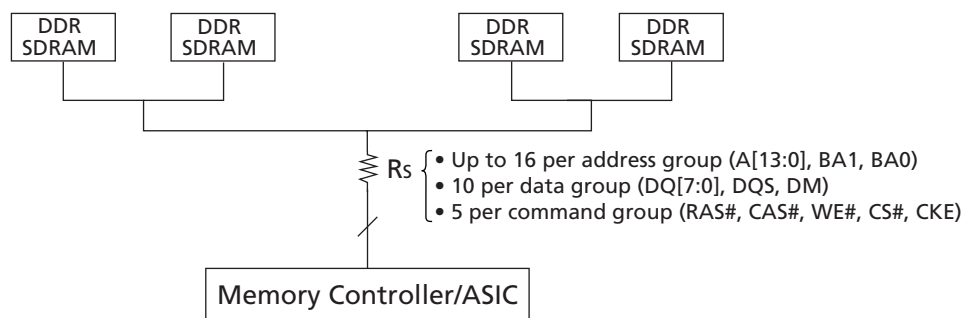 DDR
SDRAM
DDR
SDRAM
DDR
SDRAM
DDR
SDRAM
Rs
• Up to 16 per address group (A[13:0], BA1, BA0)
• 10 per data group (DQ[7:0], DQS, DM)
• 5 per command group (RAS#, CAS#, WE#, CS#, CKE)
Memory Controller/ASIC